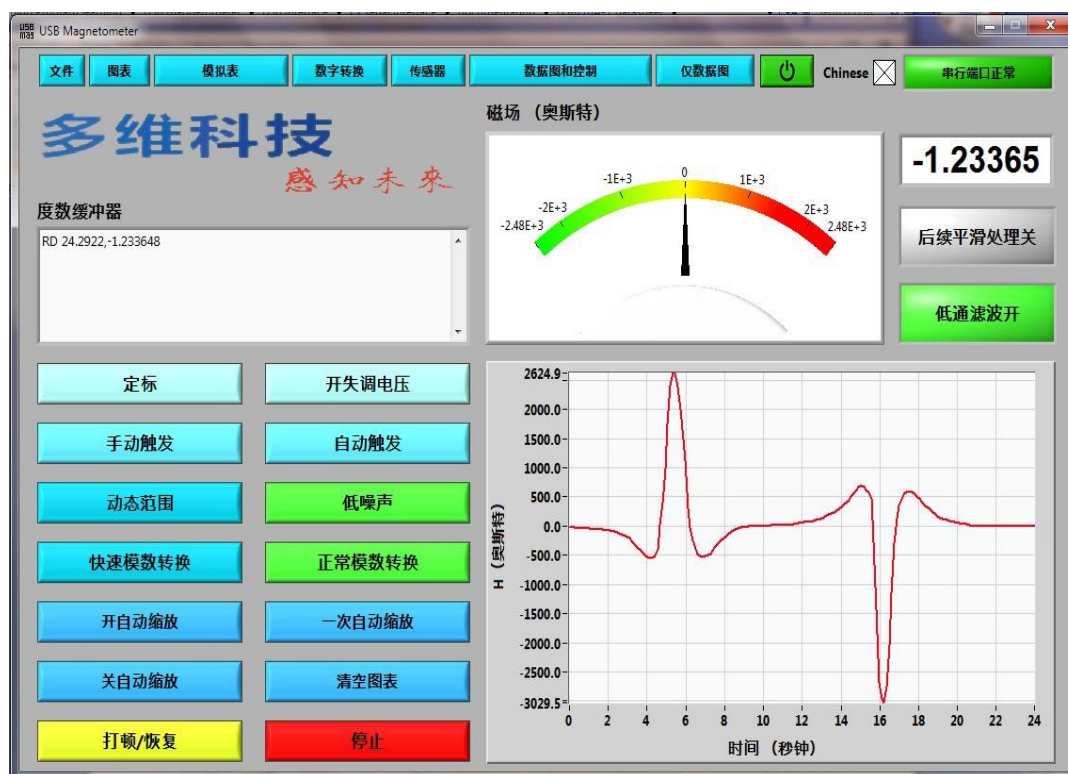 USB
mag USB Magnetometer
文件 图表 模拟表 数字转换 传感器 数据图和控制 仅数据图 Chinese 串行端口正常
多维科技
感知未来
磁场 （奥斯特）
-2.48E+3 -2E+3 -1E+3 0 1E+3 2E+3 2.48E+3
-1.23365
度数缓冲器
RD 24.2922,-1.233648
后续平滑处理关
低通滤波开
定标 开失调电压
手动触发 自动触发
动态范围 低噪声
快速模数转换 正常模数转换
开自动缩放 一次自动缩放
关自动缩放 清空图表
打顿/恢复 停止
H （奥斯特）
2624.9
2000.0
1500.0
1000.0
500.0
0.0
-500.0
-1000.0
-1500.0
-2000.0
-2500.0
-3029.5
0 2 4 6 8 10 12 14 16 18 20 22 24
时间 （秒钟）